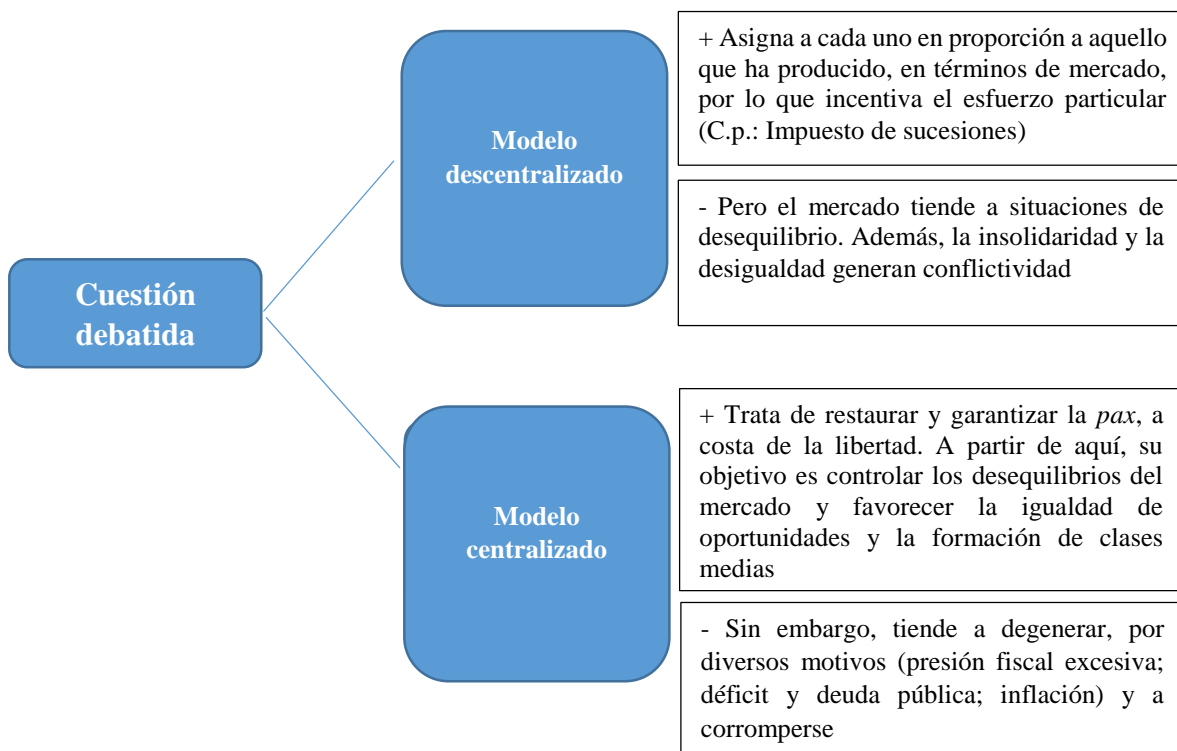 Cuestión
debatida
Modelo
descentralizado
+ Asigna a cada uno en proporción a aquello
que ha producido, en términos de mercado,
por lo que incentiva el esfuerzo particular
(C.p.: Impuesto de sucesiones)
- Pero el mercado tiende a situaciones de
desequilibrio. Además, la insolidaridad y la
desigualdad generan conflictividad
Modelo
centralizado
+ Trata de restaurar y garantizar la pax, a
costa de la libertad. A partir de aquí, su
objetivo es controlar los desequilibrios del
mercado y favorecer la igualdad de
oportunidades y la formación de clases
medias
- Sin embargo, tiende a degenerar, por
diversos motivos (presión fiscal excesiva;
déficit y deuda pública; inflación) y a
corromperse